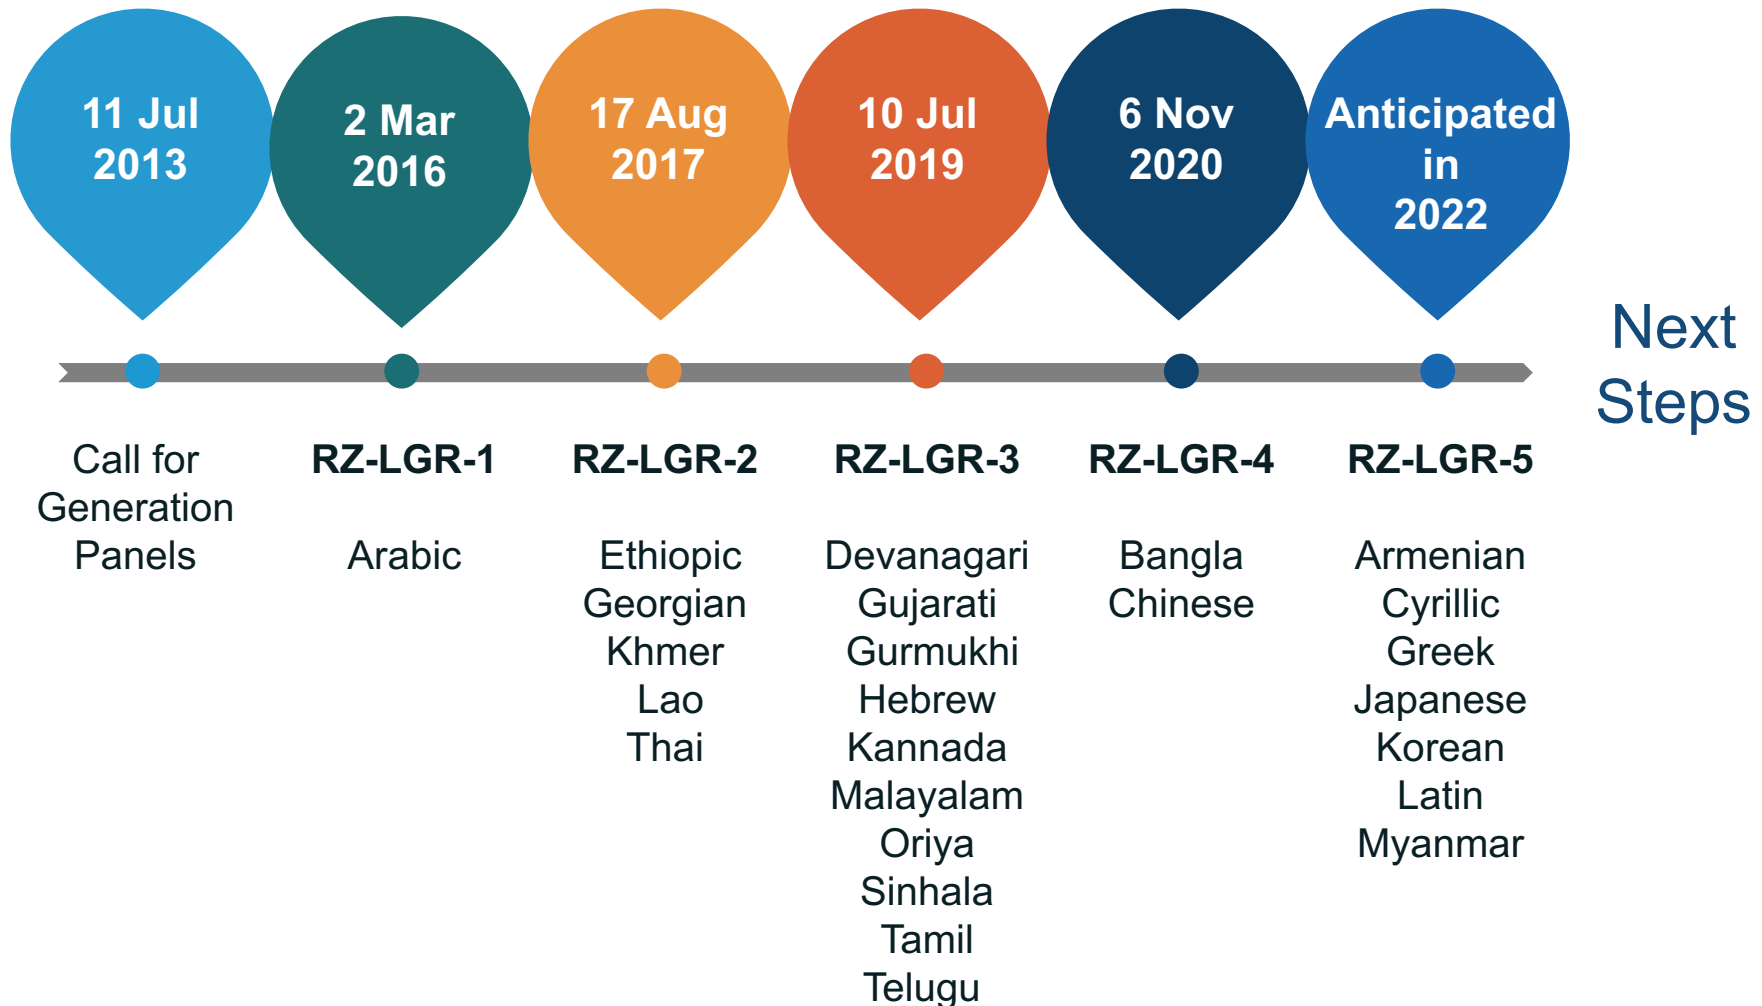 11 Jul
2013
2 Mar
2016
17 Aug
2017
10 Jul
2019
6 Nov
2020
Anticipated
in
2022
Next
Steps
Call for
Generation
Panels
RZ-LGR-1
Arabic
RZ-LGR-2
Ethiopic
Georgian
Khmer
Lao
Thai
RZ-LGR-3
Devanagari
Gujarati
Gurmukhi
Hebrew
Kannada
Malayalam
Oriya
Sinhala
Tamil
Telugu
RZ-LGR-4
Bangla
Chinese
RZ-LGR-5
Armenian
Cyrillic
Greek
Japanese
Korean
Latin
Myanmar